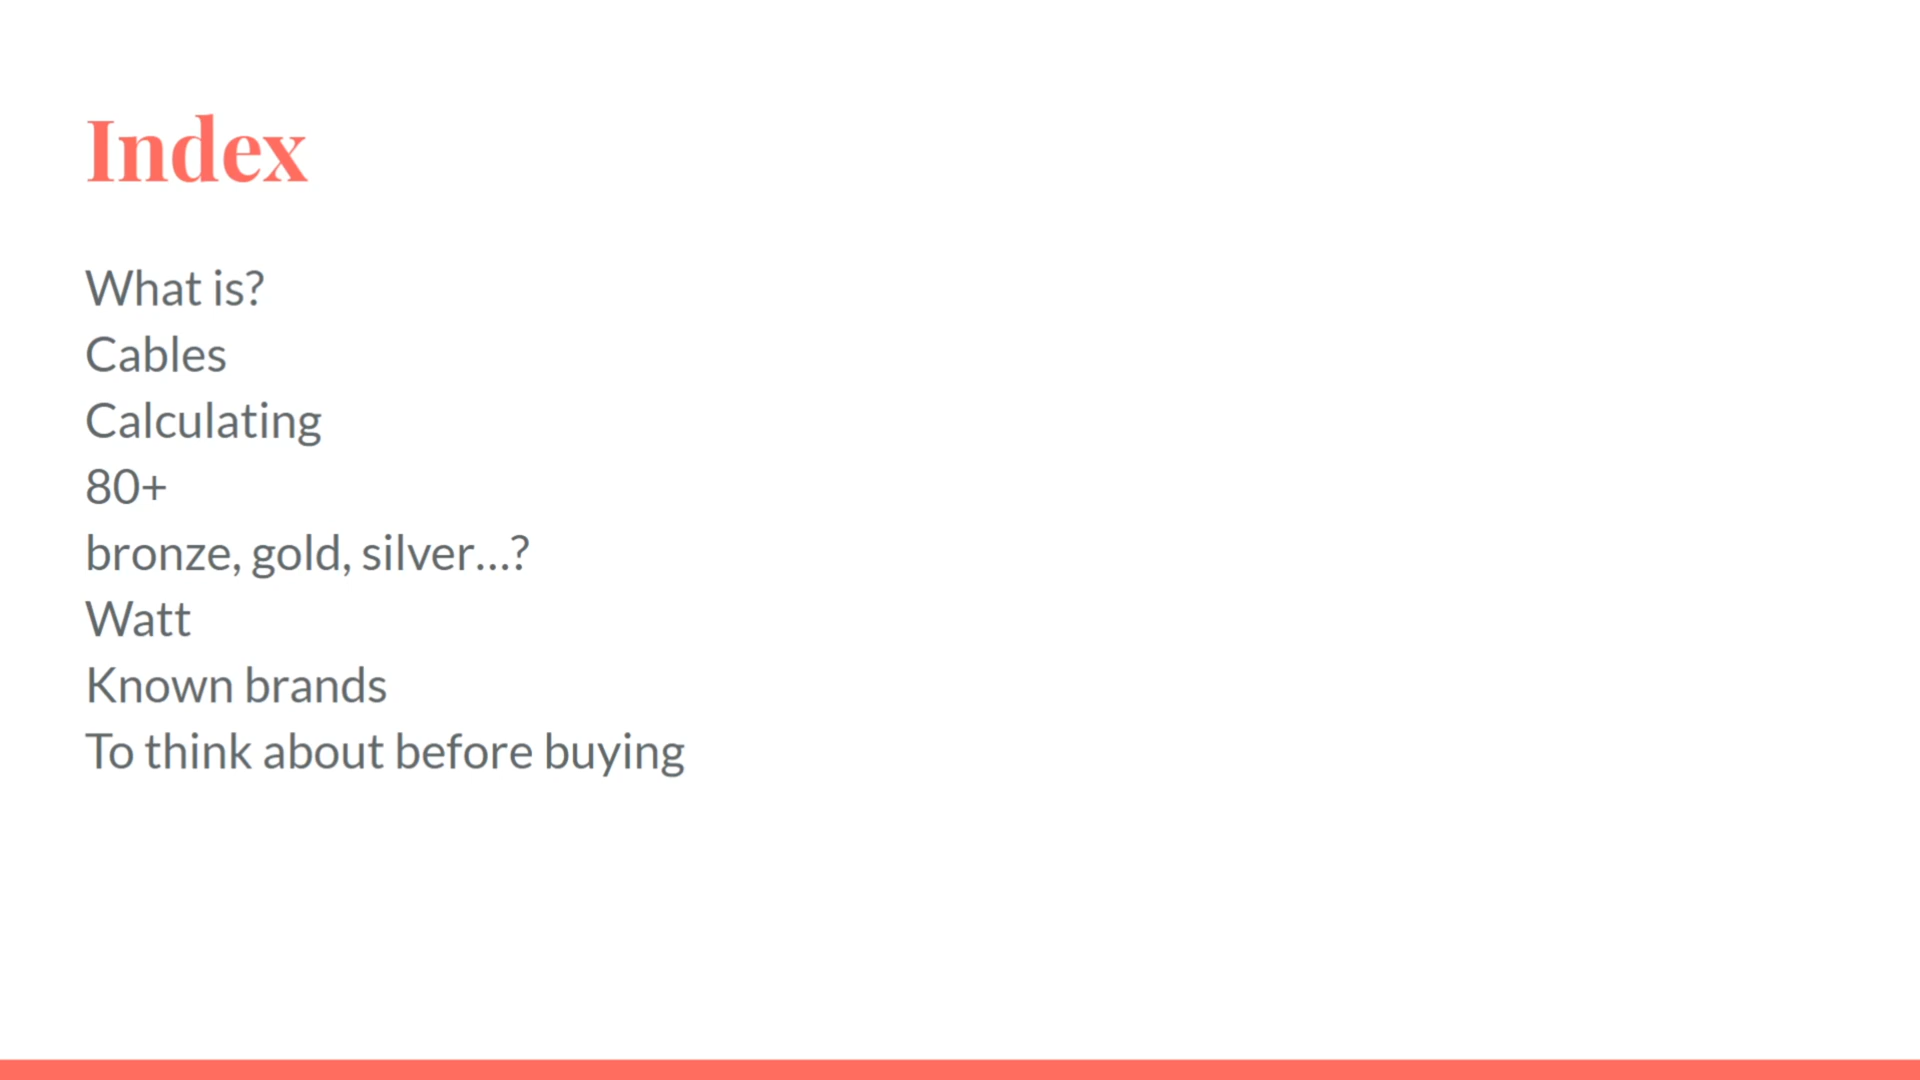 Index
What is?
Cables
Calculating
80+
bronze, gold, silver...?
Watt
Known brands
To think about before buying